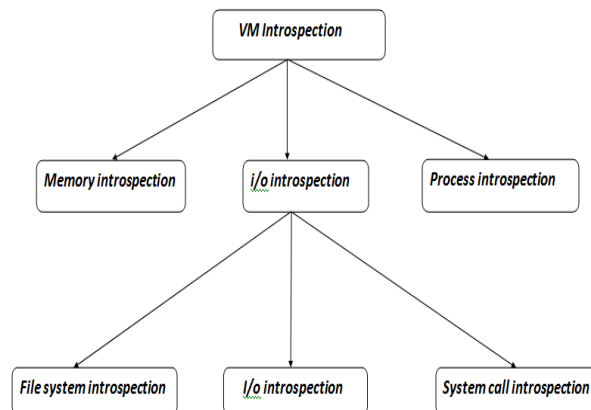 VM Introspection
Memory introspection
i/o introspection
Process introspection
File system introspection
I/o introspection
System call introspection